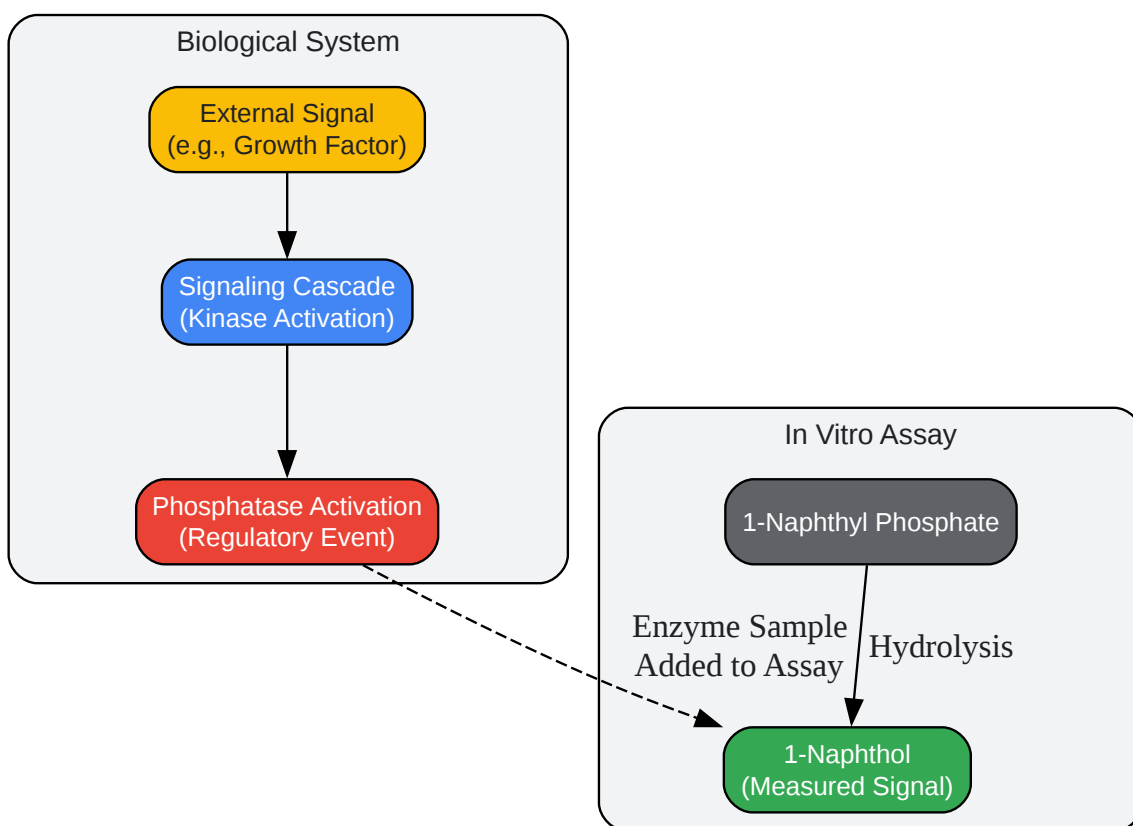 Biological System
External Signal
(e.g., Growth Factor)
Signaling Cascade
(Kinase Activation)
Phosphatase Activation
(Regulatory Event)
In Vitro Assay
1-Naphthyl Phosphate
Enzyme Sample
Added to Assay
Hydrolysis
1-Naphthol
(Measured Signal)